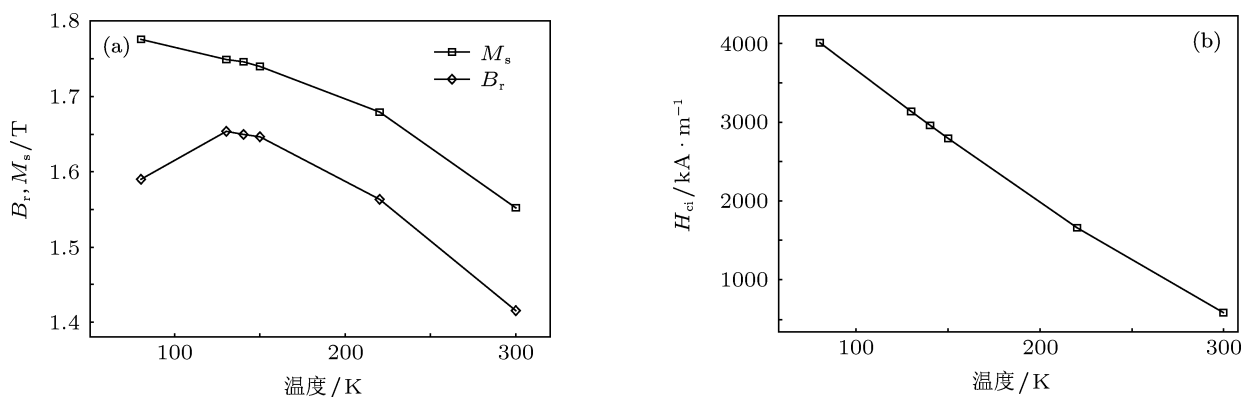 (a)
M_s
B_r
1.8
1.7
1.6
1.5
1.4
B_r, M_s/T
100
200
300
温度/K
(b)
4000
3000
2000
1000
H_ci/kA·m⁻¹
100
200
300
温度/K